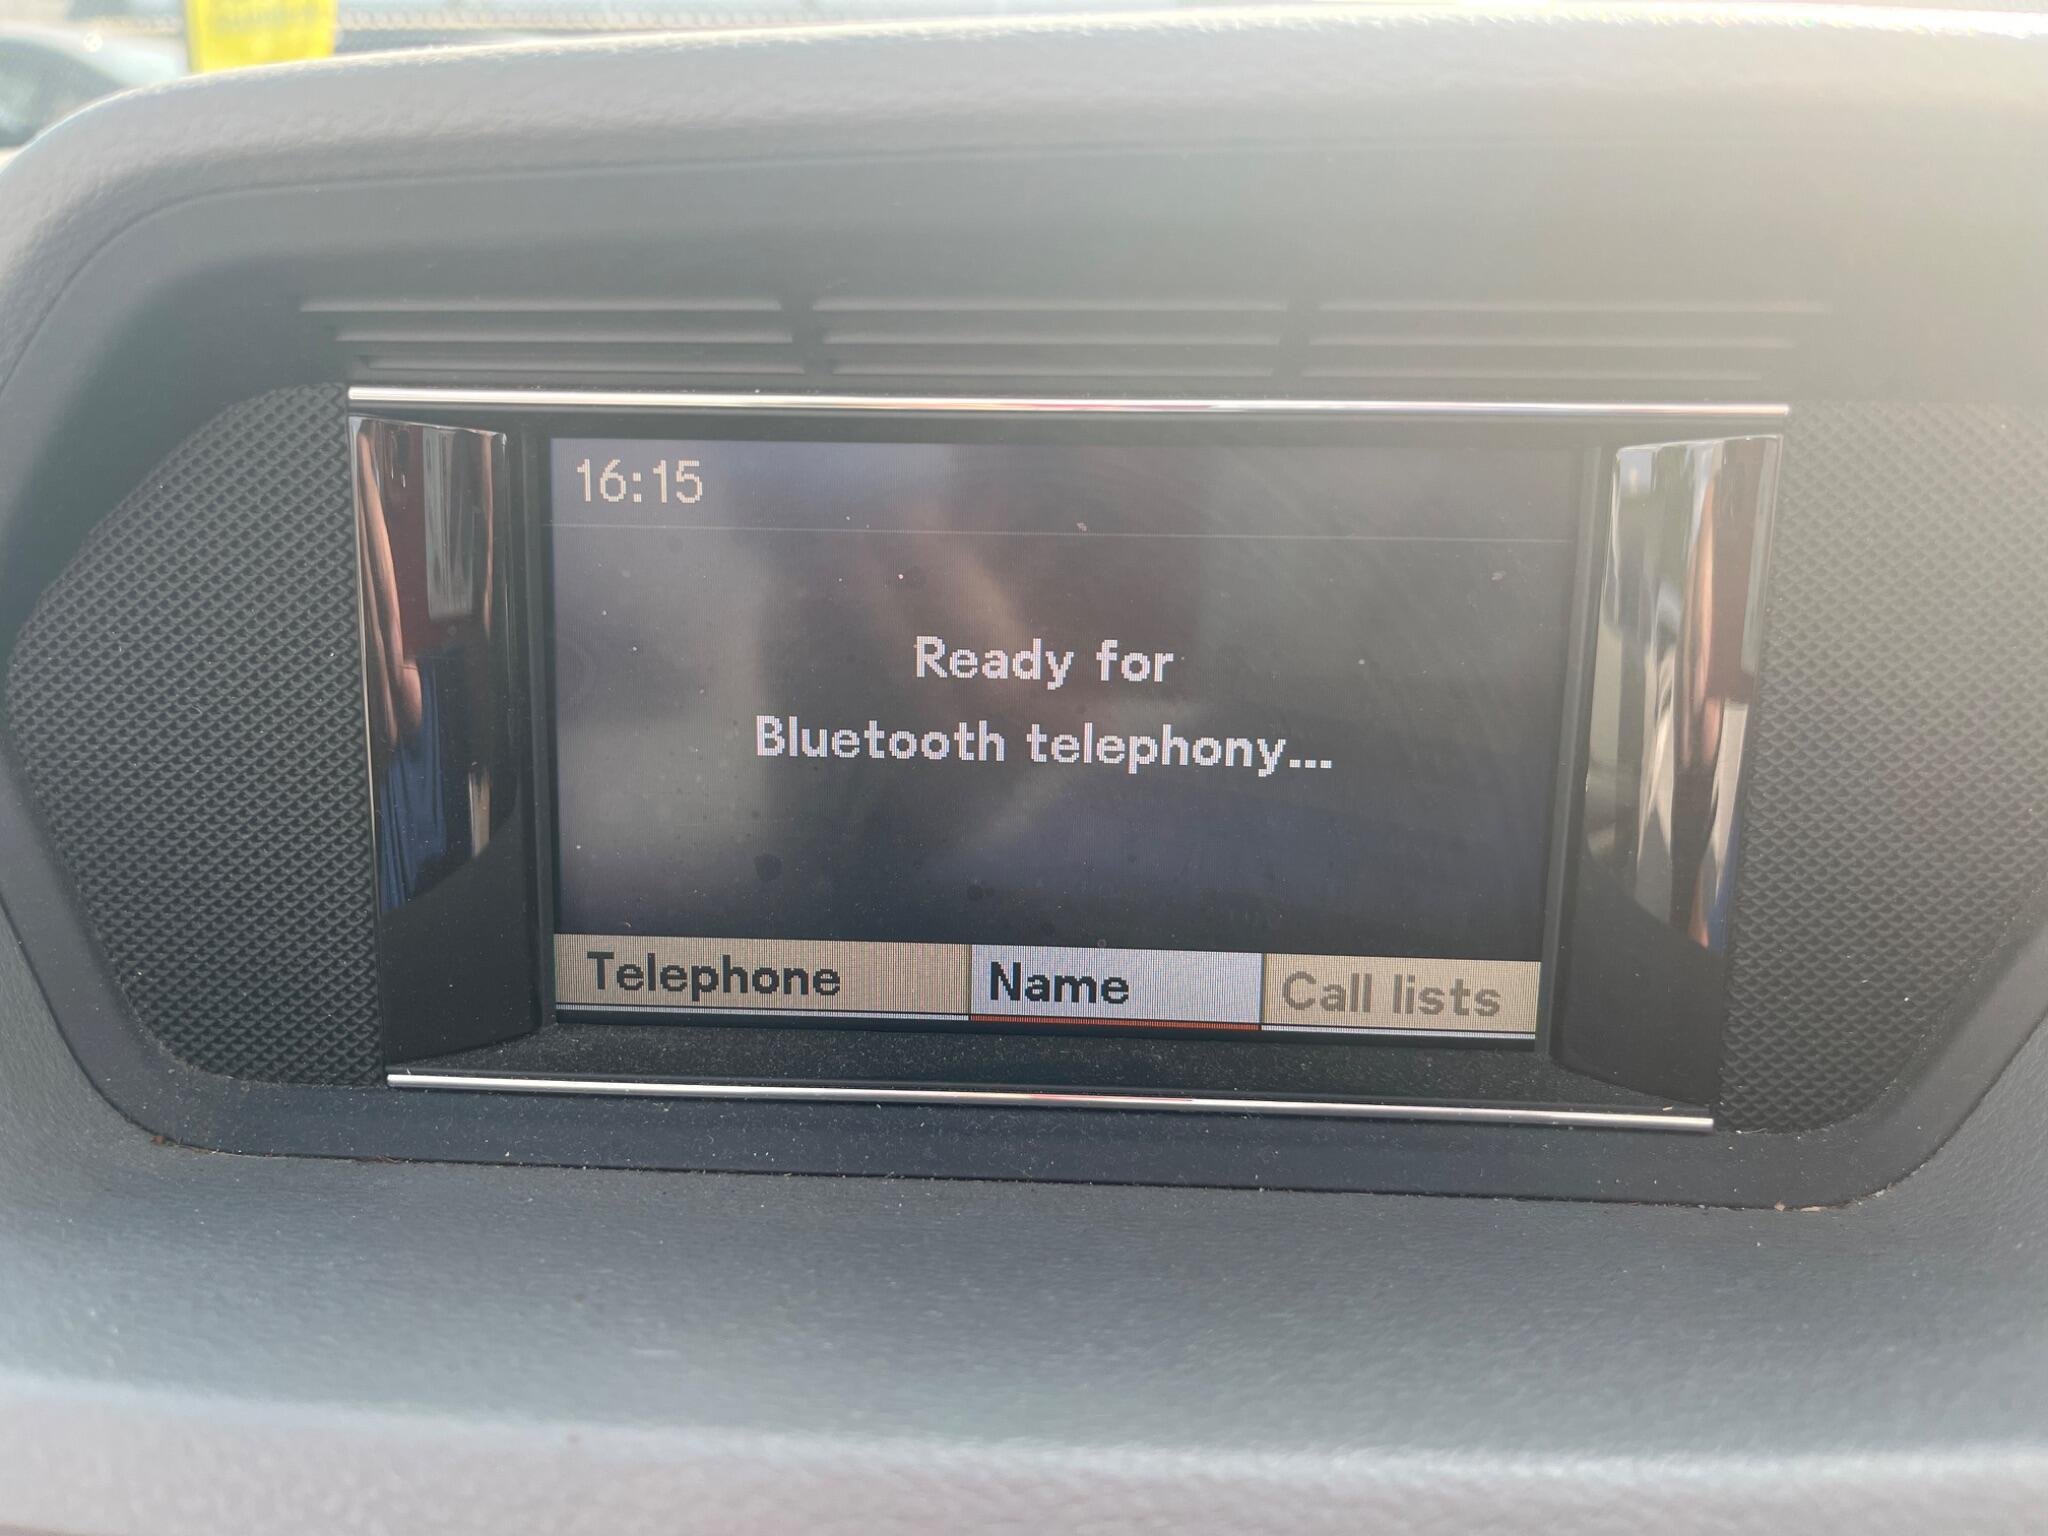 16:15
Ready for
Bluetooth telephony...
Telephone Name Call lists